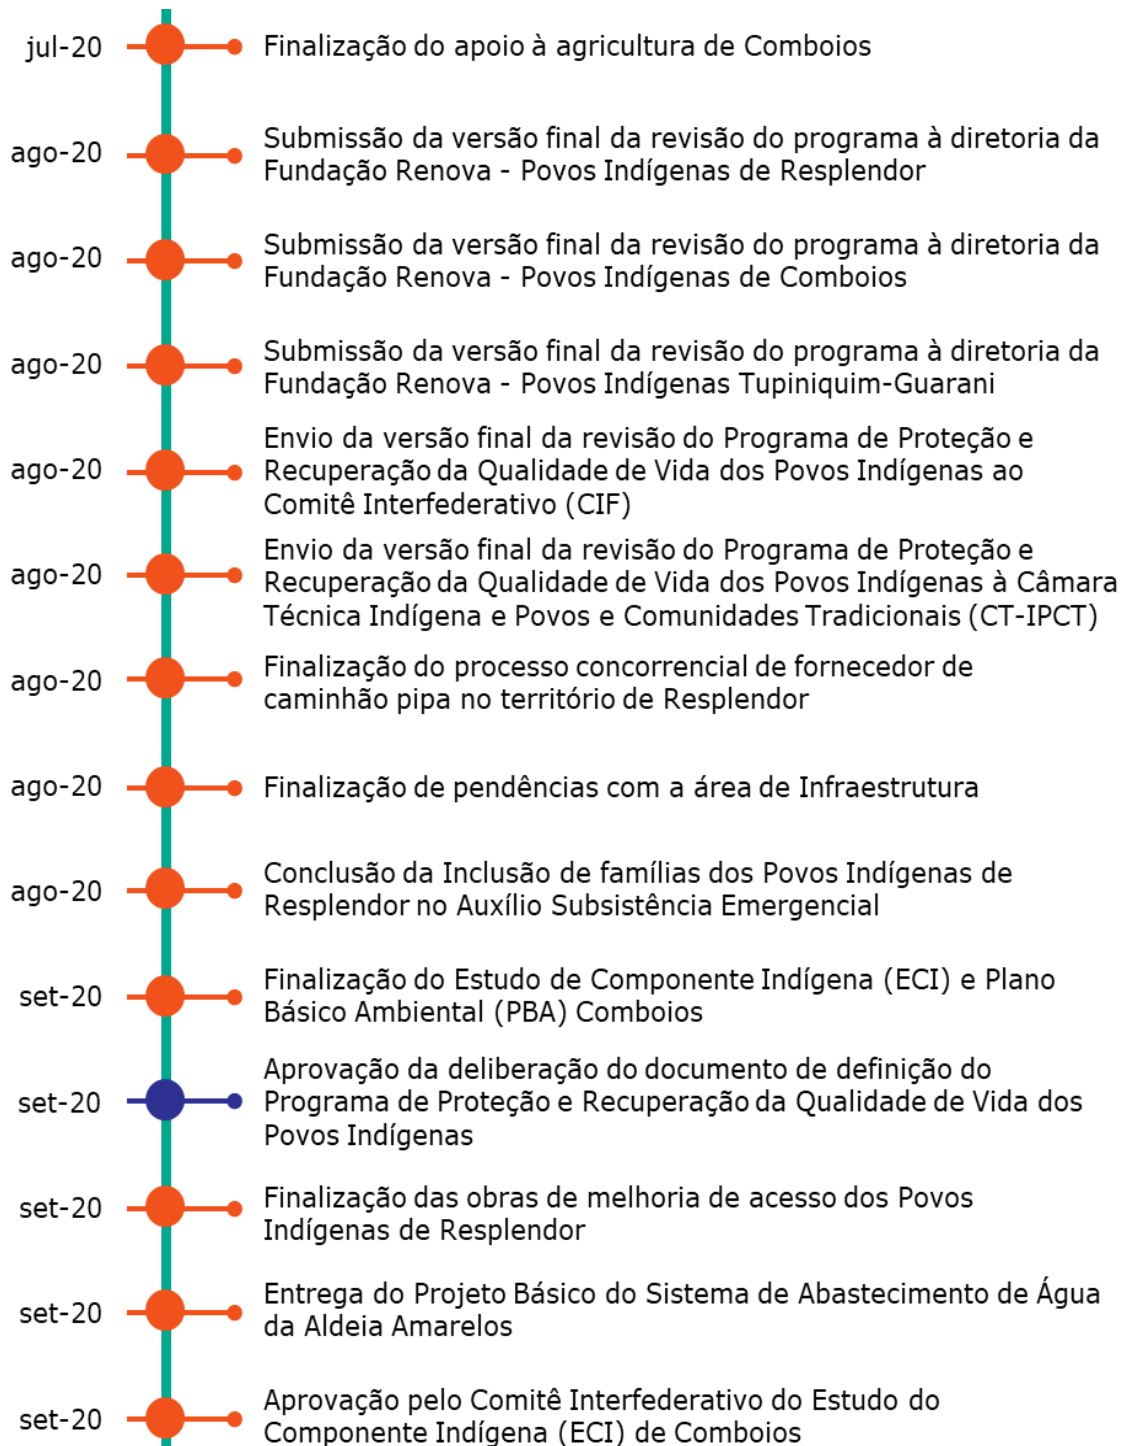 jul-20
Finalização do apoio à agricultura de Comboios
ago-20
Submissão da versão final da revisão do programa à diretoria da
Fundação Renova - Povos Indígenas de Resplendor
ago-20
Submissão da versão final da revisão do programa à diretoria da
Fundação Renova - Povos Indígenas de Comboios
ago-20
Submissão da versão final da revisão do programa à diretoria da
Fundação Renova - Povos Indígenas Tupiniquim-Guarani
ago-20
Envio da versão final da revisão do Programa de Proteção e
Recuperação da Qualidade de Vida dos Povos Indígenas ao
Comitê Interfederativo (CIF)
ago-20
Envio da versão final da revisão do Programa de Proteção e
Recuperação da Qualidade de Vida dos Povos Indígenas à Câmara
Técnica Indígena e Povos e Comunidades Tradicionais (CT-IPCT)
ago-20
Finalização do processo concorrencial de fornecedor de
caminhão pipa no território de Resplendor
ago-20
Finalização de pendências com a área de Infraestrutura
ago-20
Conclusão da Inclusão de famílias dos Povos Indígenas de
Resplendor no Auxílio Subsistência Emergencial
set-20
Finalização do Estudo de Componente Indígena (ECI) e Plano
Básico Ambiental (PBA) Comboios
set-20
Aprovação da deliberação do documento de definição do
Programa de Proteção e Recuperação da Qualidade de Vida dos
Povos Indígenas
set-20
Finalização das obras de melhoria de acesso dos Povos
Indígenas de Resplendor
set-20
Entrega do Projeto Básico do Sistema de Abastecimento de Água
da Aldeia Amarelos
set-20
Aprovação pelo Comitê Interfederativo do Estudo do
Componente Indígena (ECI) de Comboios